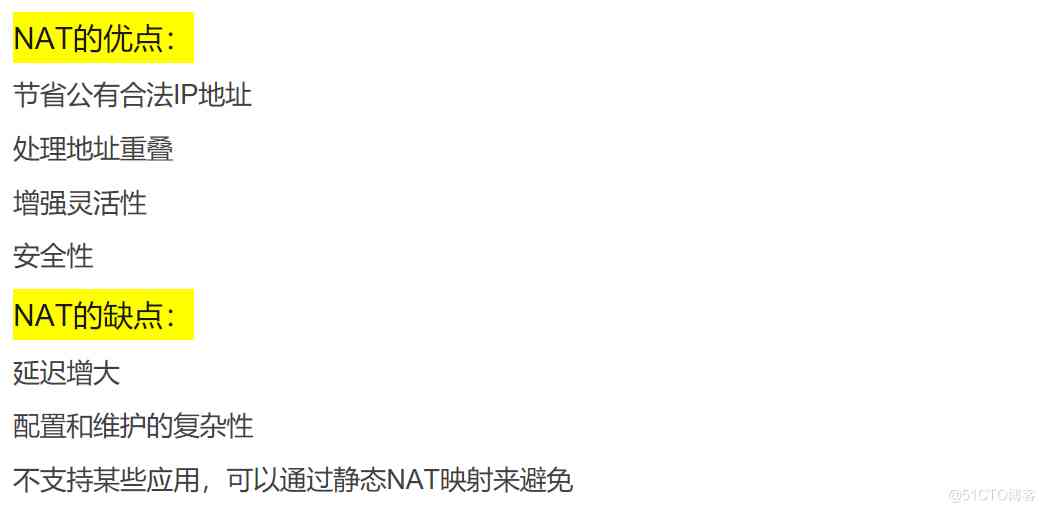 NAT的优点：
节省公有合法IP地址
处理地址重叠
增强灵活性
安全性
NAT的缺点：
延迟增大
配置和维护的复杂性
不支持某些应用，可以通过静态NAT映射来避免
@51CTO博客